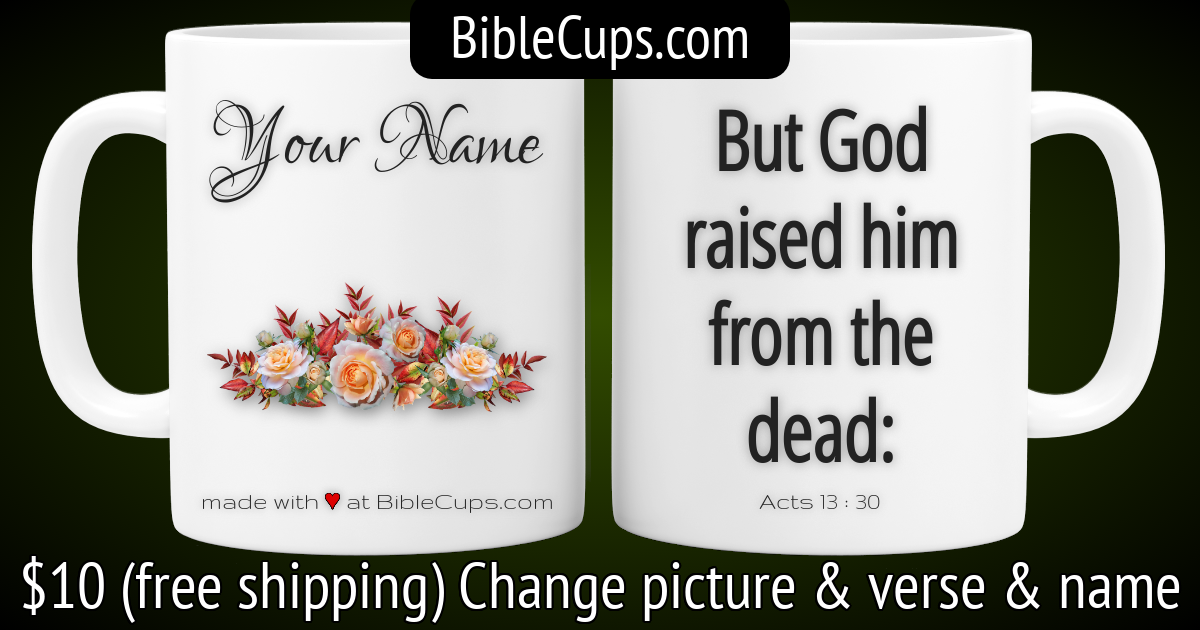 BibleCups.com
Your Name
made with ♥ at BibleCups.com
But God
raised him
from the
dead:
Acts 13 : 30
$10 (free shipping) Change picture & verse & name